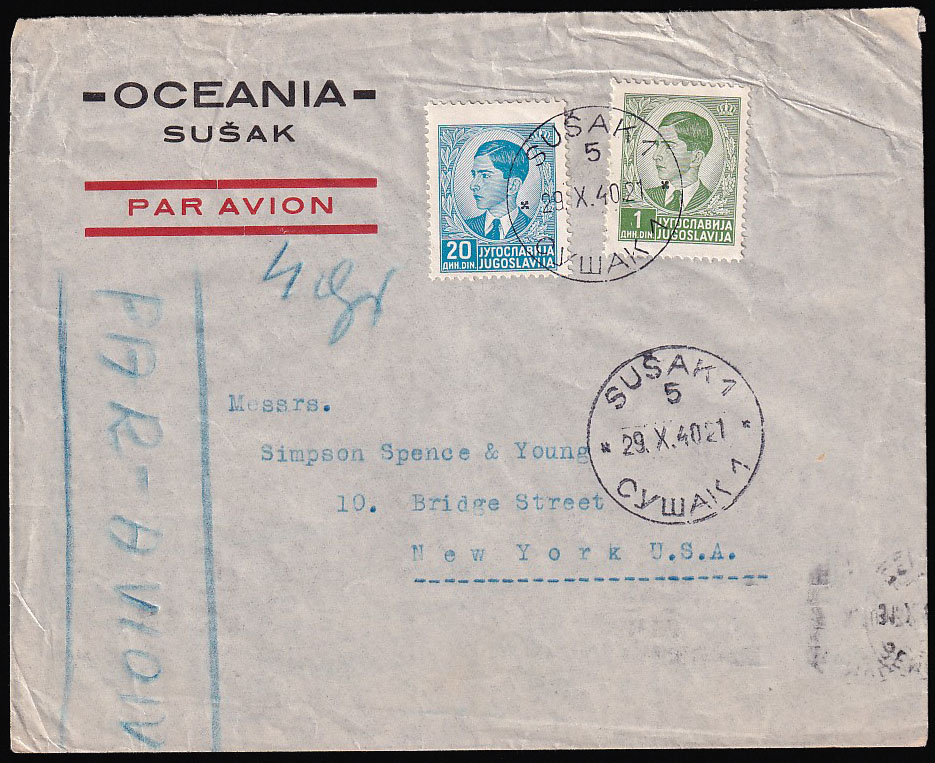 -OCEANIA-
SUŠAK
PAR AVION
20
ДИН. DIN.
ЈУГОСЛАВИЈА
JUGOSLAVIJA
1
ДИН. DIN.
ЈУГОСЛАВИЈА
JUGOSLAVIJA
SUŠAK 1
5
29.X.40 21
СУШАК 1
4 gr
PAR-AVION
Messrs.
Simpson Spence & Young
10. Bridge Street
New York U.S.A.
SUŠAK 1
5
29.X.40 21
СУШАК 1